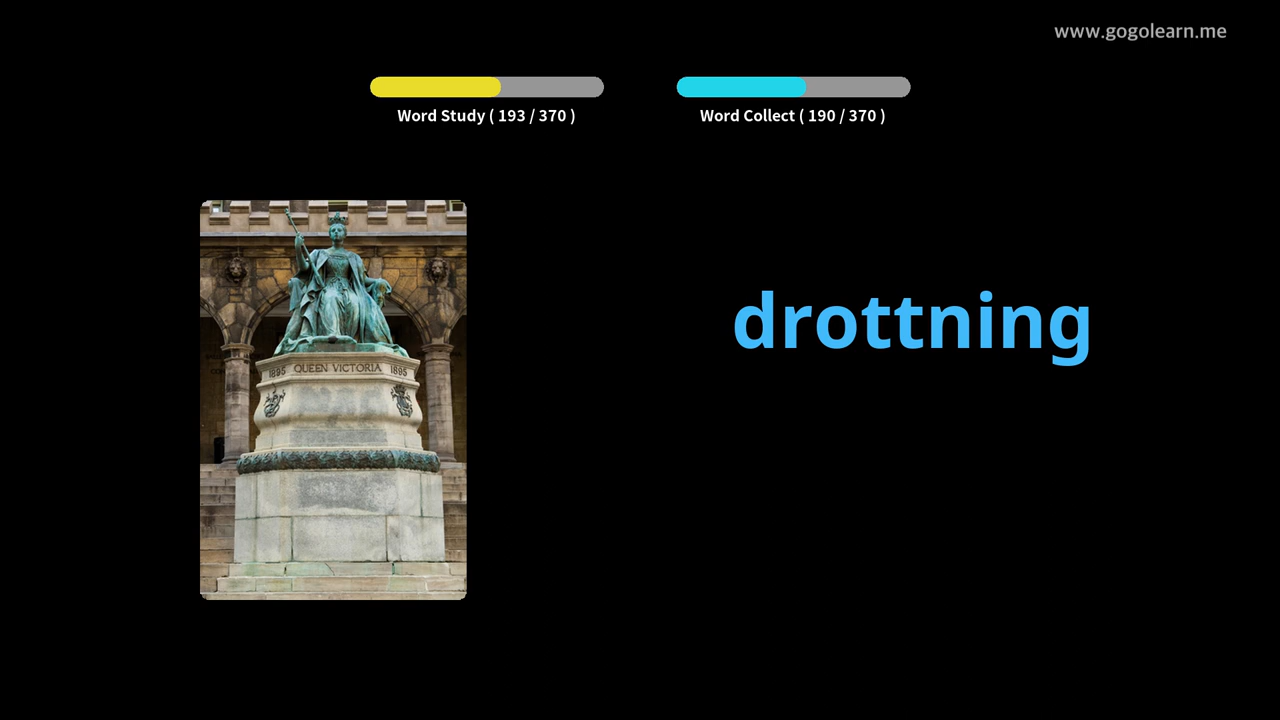 www.gogolearn.me
Word Study ( 193 / 370 )
Word Collect ( 190 / 370 )
drottning
1895 QUEEN VICTORIA 1895